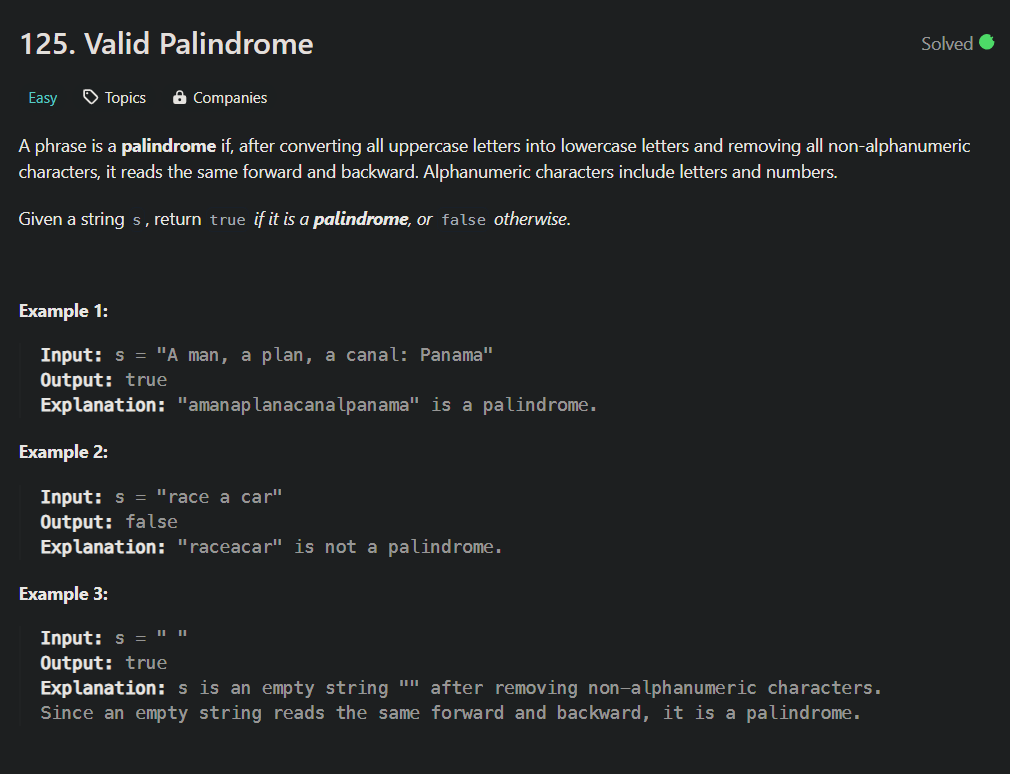 125. Valid Palindrome
Solved
Easy Topics Companies
A phrase is a palindrome if, after converting all uppercase letters into lowercase letters and removing all non-alphanumeric
characters, it reads the same forward and backward. Alphanumeric characters include letters and numbers.
Given a string s, return true if it is a palindrome, or false otherwise.
Example 1:
Input: s = "A man, a plan, a canal: Panama"
Output: true
Explanation: "amanaplanacanalpanama" is a palindrome.
Example 2:
Input: s = "race a car"
Output: false
Explanation: "raceacar" is not a palindrome.
Example 3:
Input: s = " "
Output: true
Explanation: s is an empty string "" after removing non-alphanumeric characters.
Since an empty string reads the same forward and backward, it is a palindrome.